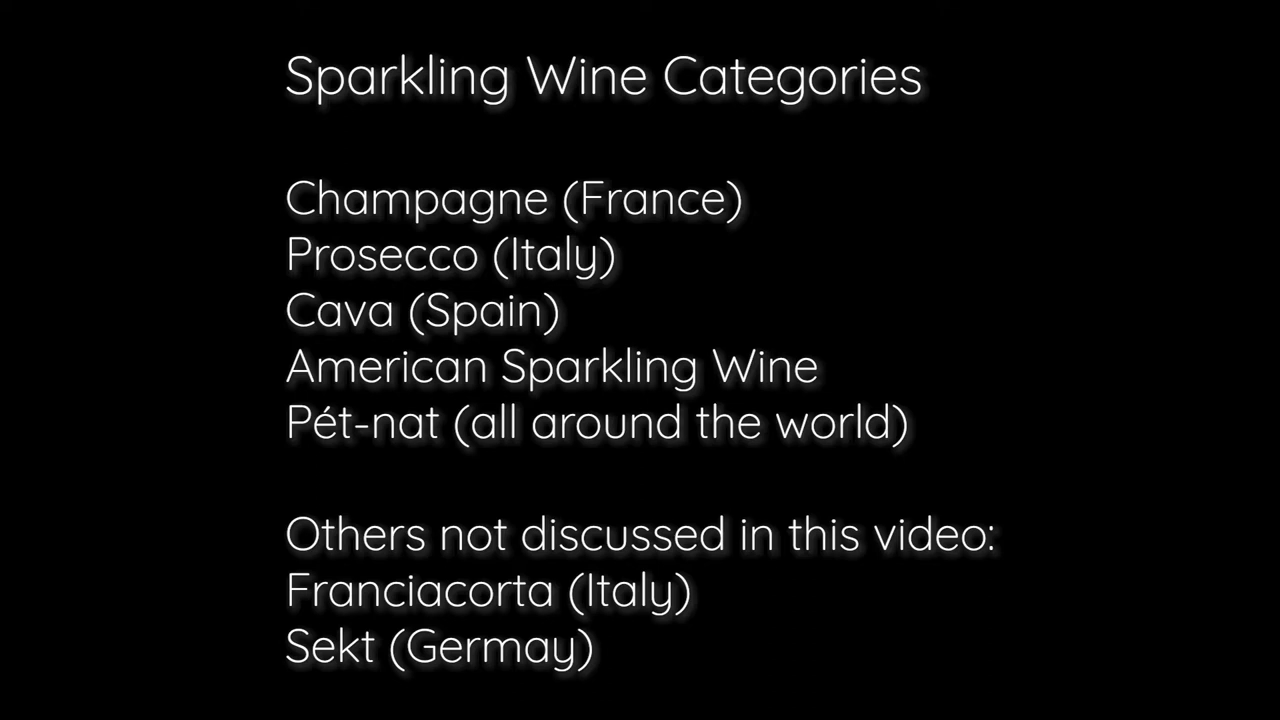 Sparkling Wine Categories
Champagne (France)
Prosecco (Italy)
Cava (Spain)
American Sparkling Wine
Pét-nat (all around the world)
Others not discussed in this video:
Franciacorta (Italy)
Sekt (Germay)